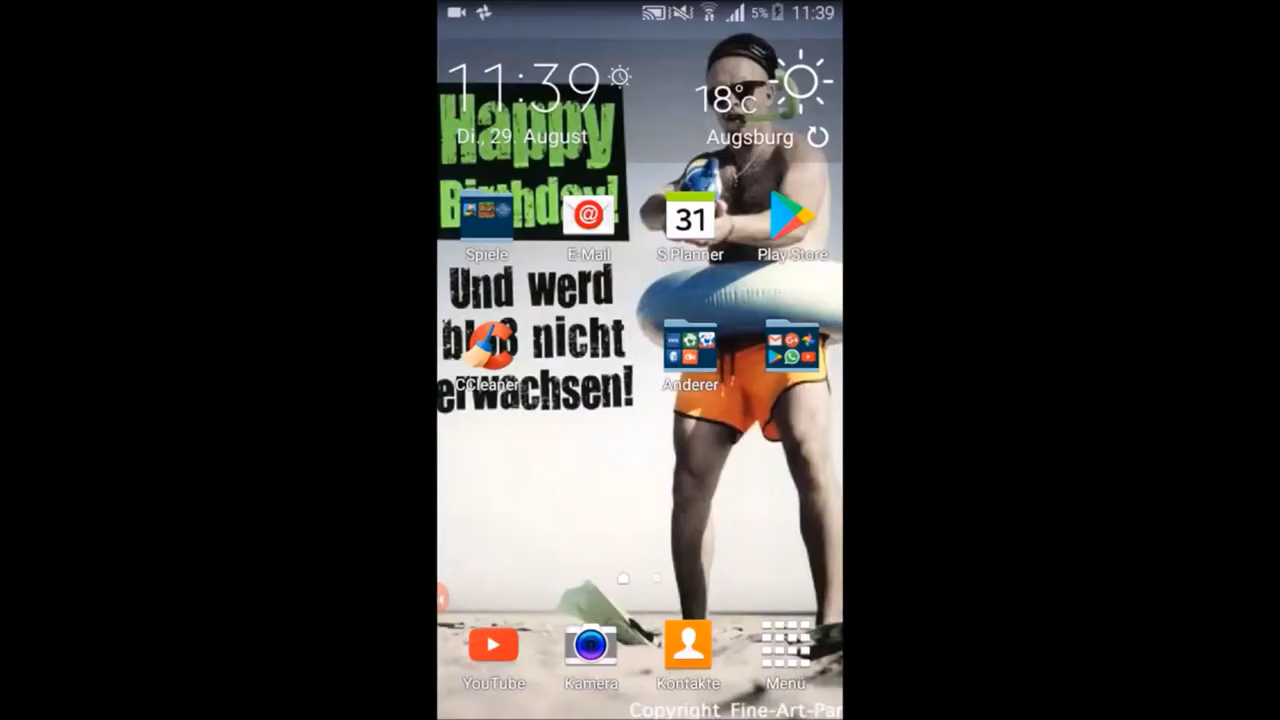 5% 11:39
11:39
18°c
Di., 29. August
Augsburg
Happy
Birthday!
31
Spiele
E-Mail
S Planner
Play Store
Und werd
bloß nicht
erwachsen!
CCleaner
Anderer
YouTube
Kamera
Kontakte
Menü
Copyright Fine-Art-Par